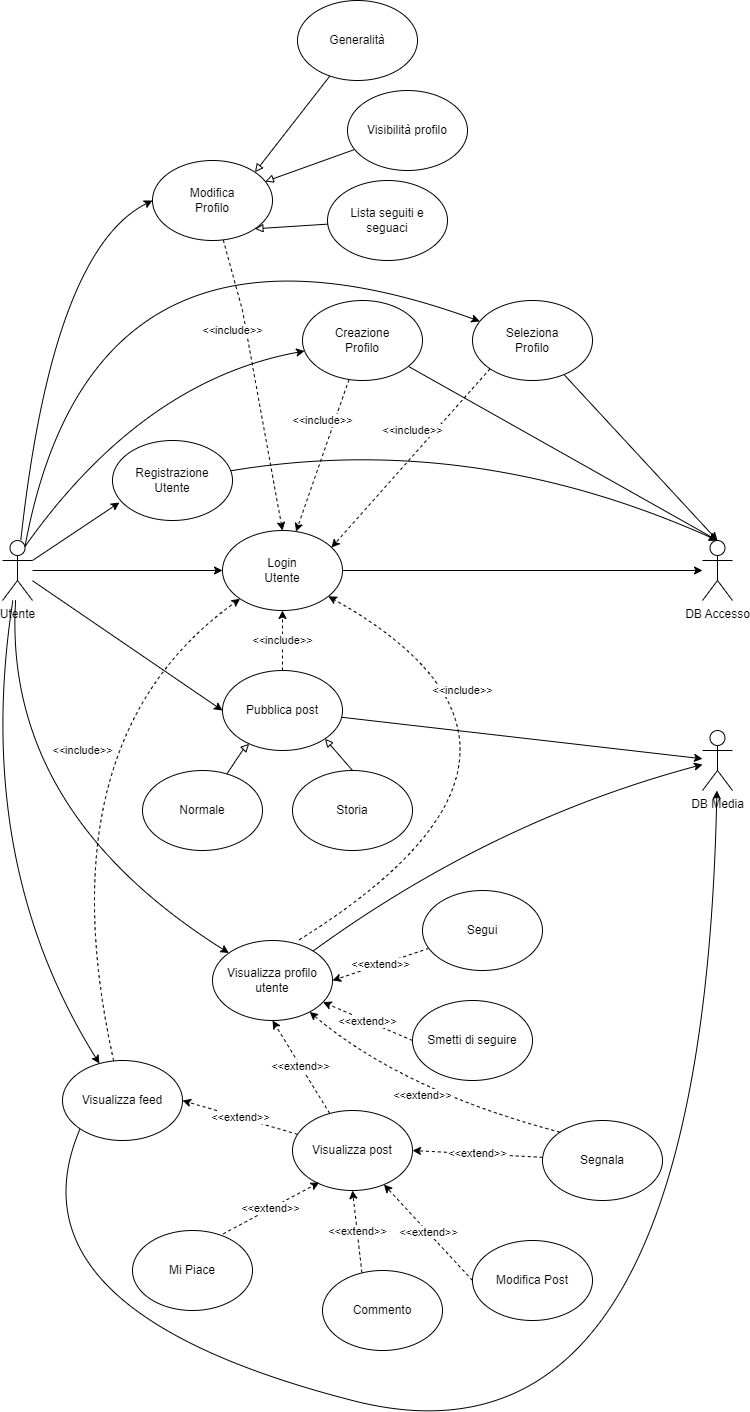 Generalità
Visibilità profilo
Modifica
Profilo
Lista seguiti e
seguaci
<<include>>
Creazione
Profilo
Seleziona
Profilo
<<include>>
<<include>>
Registrazione
Utente
Login
Utente
Utente
DB Accesso
<<include>>
<<include>>
Pubblica post
<<include>>
Normale
Storia
DB Media
Segui
Visualizza profilo
utente
<<extend>>
<<extend>>
Smetti di seguire
<<extend>>
<<extend>>
Visualizza feed
<<extend>>
Visualizza post
<<extend>>
Segnala
<<extend>>
<<extend>>
<<extend>>
Mi Piace
Commento
Modifica Post